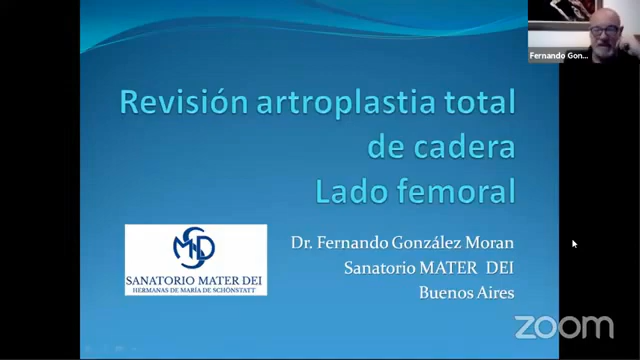 Fernando Gon...
Revisión artroplastia total
de cadera
Lado femoral
MSD
SANATORIO MATER DEI
HERMANAS DE MARÍA DE SCHÖNSTATT
Dr. Fernando González Moran
Sanatorio MATER DEI
Buenos Aires
zoom